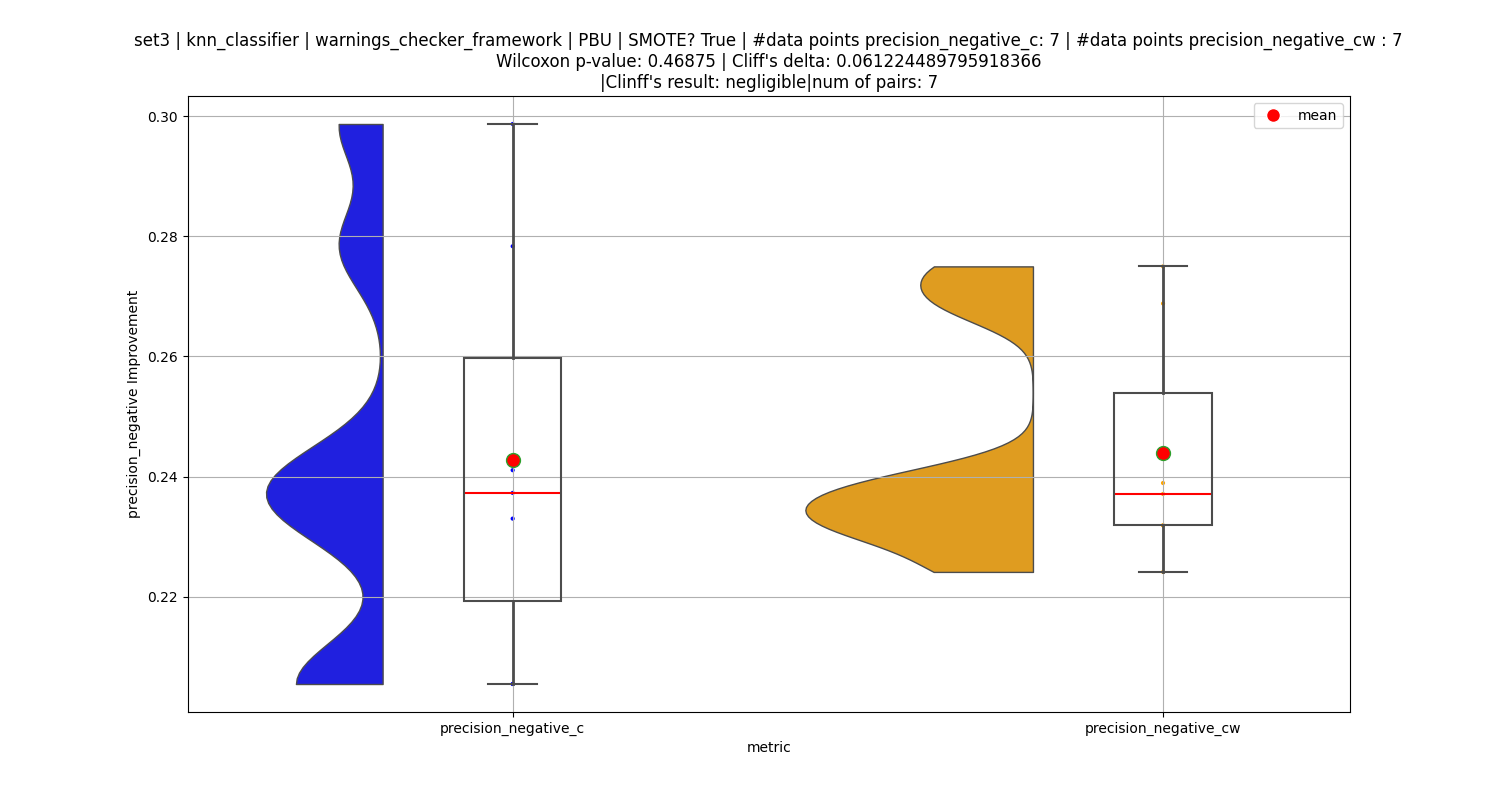 set3 | knn_classifier | warnings_checker_framework | PBU | SMOTE? True | #data points precision_negative_c: 7 | #data points precision_negative_cw : 7
Wilcoxon p-value: 0.46875 | Cliff's delta: 0.061224489795918366
|Clinff's result: negligible|num of pairs: 7
mean
0.30
0.28
0.26
0.24
0.22
precision_negative Improvement
precision_negative_c
precision_negative_cw
metric